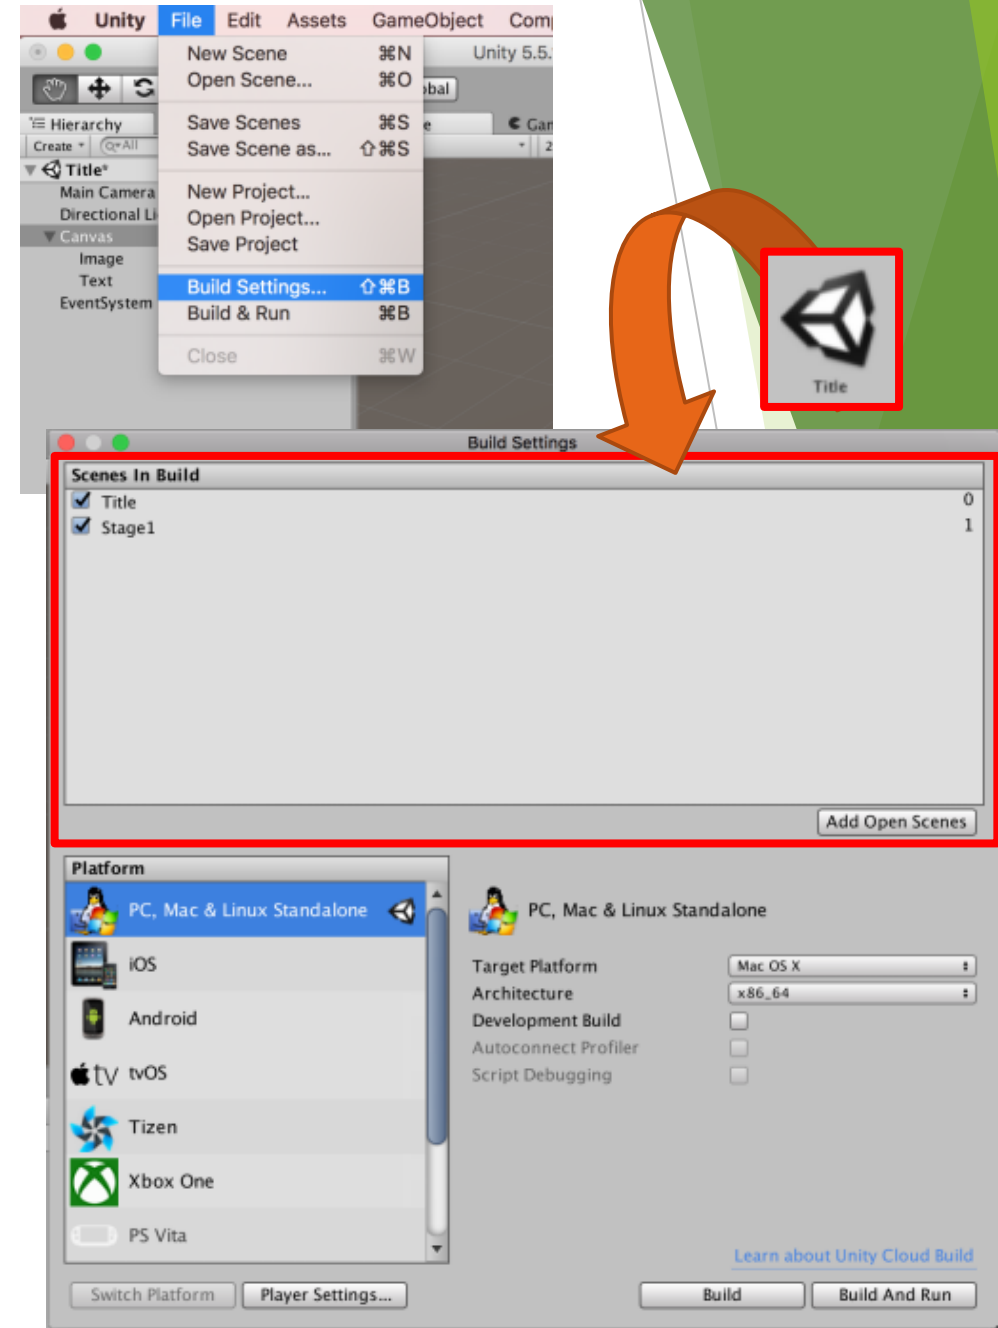 Unity File Edit Assets GameObject Com
New Scene ⌘N
Unity 5.5.
Open Scene... ⌘O
obal
Hierarchy
Save Scenes ⌘S
e
Gam
Create
All
Save Scene as... ⇧⌘S
2
Title*
Main Camera
New Project...
Directional Li
Open Project...
Canvas
Save Project
Image
Text
Build Settings... ⇧⌘B
EventSystem
Build & Run ⌘B
Close ⌘W
Title
Build Settings
Scenes In Build
Title 0
Stage1 1
Add Open Scenes
Platform
PC, Mac & Linux Standalone
iOS
Android
tv tvOS
Tizen
Xbox One
PS Vita
PC, Mac & Linux Standalone
Target Platform Mac OS X
Architecture x86_64
Development Build
Autoconnect Profiler
Script Debugging
Learn about Unity Cloud Build
Switch Platform Player Settings... Build Build And Run